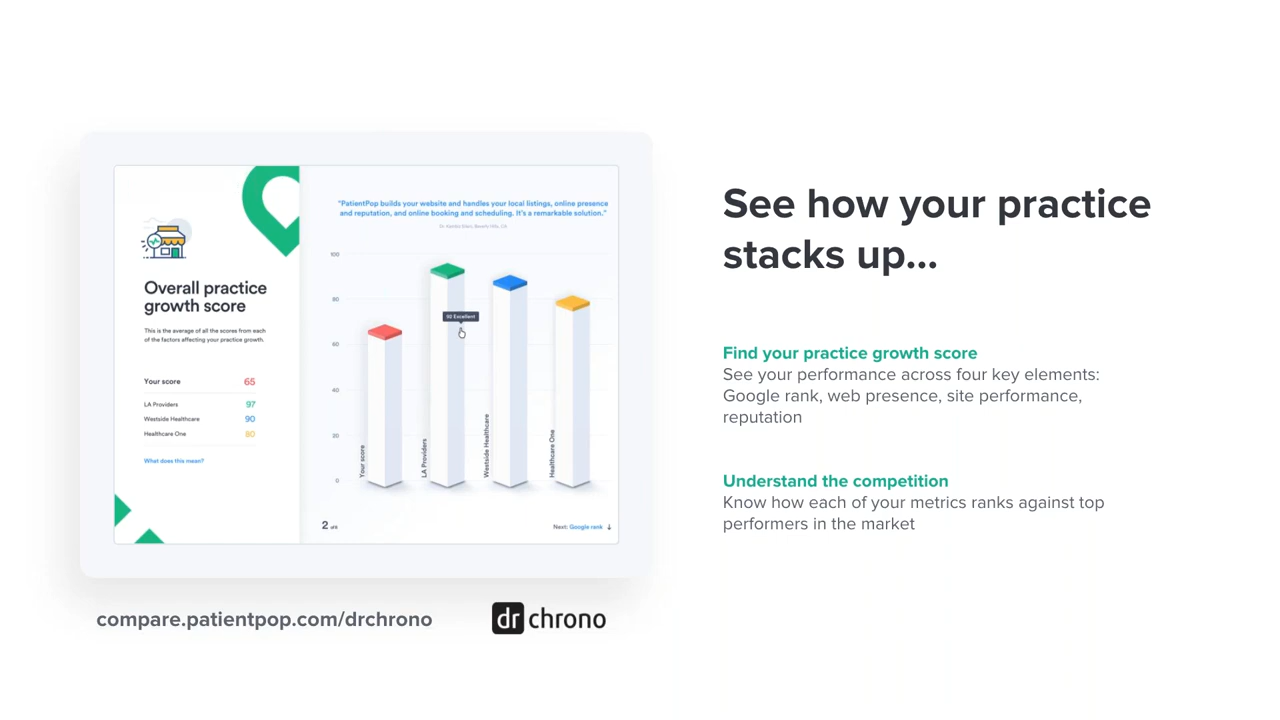 See how your practice
stacks up...
Find your practice growth score
See your performance across four key elements:
Google rank, web presence, site performance,
reputation
Understand the competition
Know how each of your metrics ranks against top
performers in the market
"PatientPop builds your website and handles your local listings, online presence
and reputation, and online booking and scheduling. It's a remarkable solution."
Overall practice
growth score
This is the average of all the scores from each
of the factors affecting your practice growth.
Your score 65
LA Providers 97
Westside Healthcare 90
Healthcare One 80
What does this mean?
100
80
60
40
20
0
Your score
LA Providers
Westside Healthcare
Healthcare One
Excellent
2
Next: Google rank ↓
compare.patientpop.com/drchrono
dr chrono